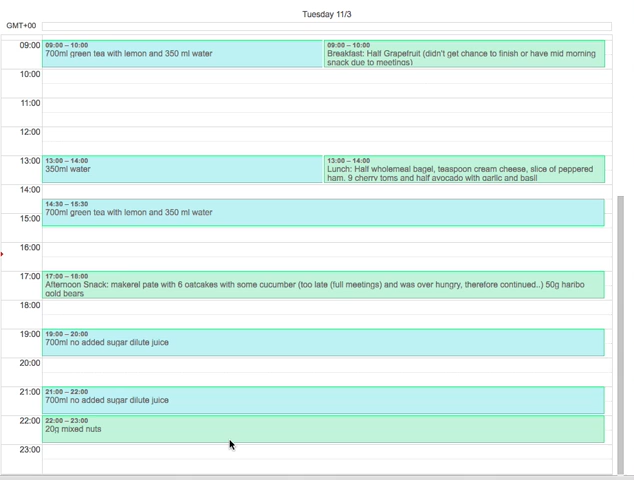 Tuesday 11/3
GMT+00
09:00
09:00 – 10:00
700ml green tea with lemon and 350 ml water
09:00 – 10:00
Breakfast: Half Grapefruit (didn't get chance to finish or have mid morning
snack due to meetings)
10:00
11:00
12:00
13:00
13:00 – 14:00
350ml water
13:00 – 14:00
Lunch: Half wholemeal bagel, teaspoon cream cheese, slice of peppered
ham, 9 cherry toms and half avocado with garlic and basil
14:00
14:30 – 15:30
700ml green tea with lemon and 350 ml water
15:00
16:00
17:00
17:00 – 18:00
Afternoon Snack: makerel pate with 6 oatcakes with some cucumber (too late (full meetings) and was over hungry, therefore continued..) 50g haribo
gold bears
18:00
19:00
19:00 – 20:00
700ml no added sugar dilute juice
20:00
21:00
21:00 – 22:00
700ml no added sugar dilute juice
22:00
22:00 – 23:00
20g mixed nuts
23:00